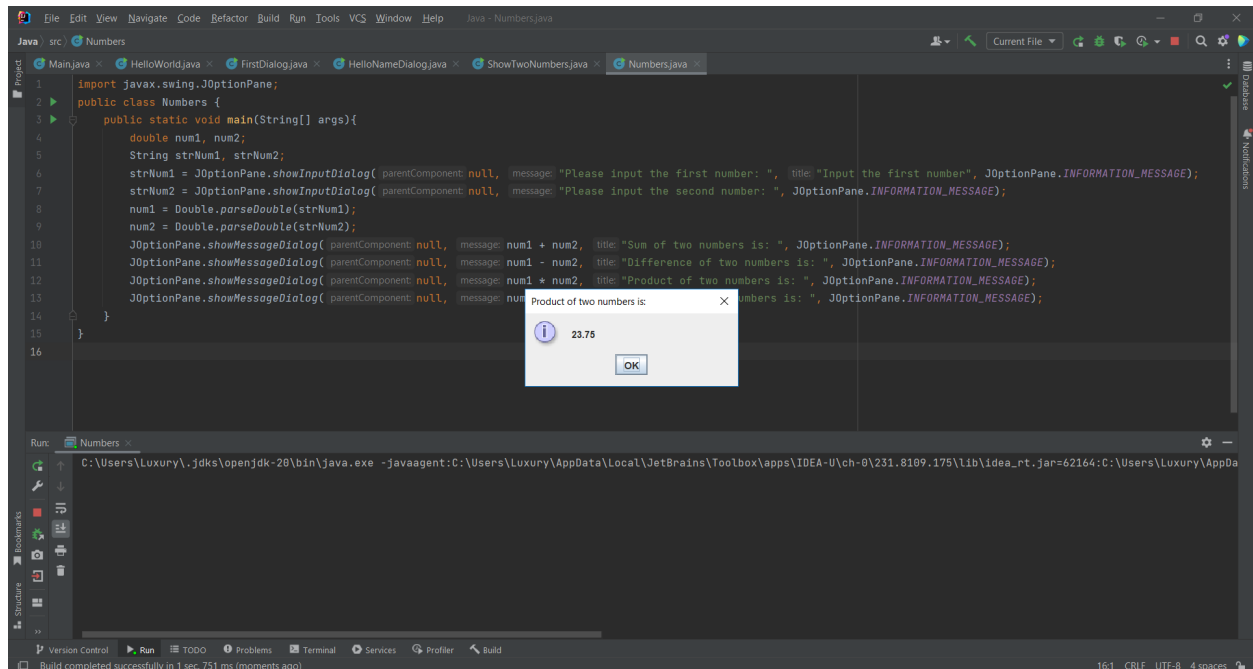 File Edit View Navigate Code Refactor Build Run Tools VCS Window Help Java - Numbers.java
Java src Numbers Current File
Main.java HelloWorld.java FirstDialog.java HelloNameDialog.java ShowTwoNumbers.java Numbers.java
Project
Database
Notifications
1 import javax.swing.JOptionPane;
2 public class Numbers {
3 public static void main(String[] args){
4 double num1, num2;
5 String strNum1, strNum2;
6 strNum1 = JOptionPane.showInputDialog( parentComponent: null, message: "Please input the first number: ", title: "Input the first number", JOptionPane.INFORMATION_MESSAGE);
7 strNum2 = JOptionPane.showInputDialog( parentComponent: null, message: "Please input the second number: ", JOptionPane.INFORMATION_MESSAGE);
8 num1 = Double.parseDouble(strNum1);
9 num2 = Double.parseDouble(strNum2);
10 JOptionPane.showMessageDialog( parentComponent: null, message: num1 + num2, title: "Sum of two numbers is: ", JOptionPane.INFORMATION_MESSAGE);
11 JOptionPane.showMessageDialog( parentComponent: null, message: num1 - num2, title: "Difference of two numbers is: ", JOptionPane.INFORMATION_MESSAGE);
12 JOptionPane.showMessageDialog( parentComponent: null, message: num1 * num2, title: "Product of two numbers is: ", JOptionPane.INFORMATION_MESSAGE);
13 JOptionPane.showMessageDialog( parentComponent: null, message: num umbers is: ", JOptionPane.INFORMATION_MESSAGE);
14 }
15 }
16
Product of two numbers is:
23.75
OK
Run: Numbers
C:\Users\Luxury\.jdks\openjdk-20\bin\java.exe -javaagent:C:\Users\Luxury\AppData\Local\JetBrains\Toolbox\apps\IDEA-U\ch-0\231.8109.175\lib\idea_rt.jar=62164:C:\Users\Luxury\AppDa
Bookmarks
Structure
Version Control Run TODO Problems Terminal Services Profiler Build
Build completed successfully in 1 sec, 751 ms (moments ago) 16:1 CRLF UTF-8 4 spaces